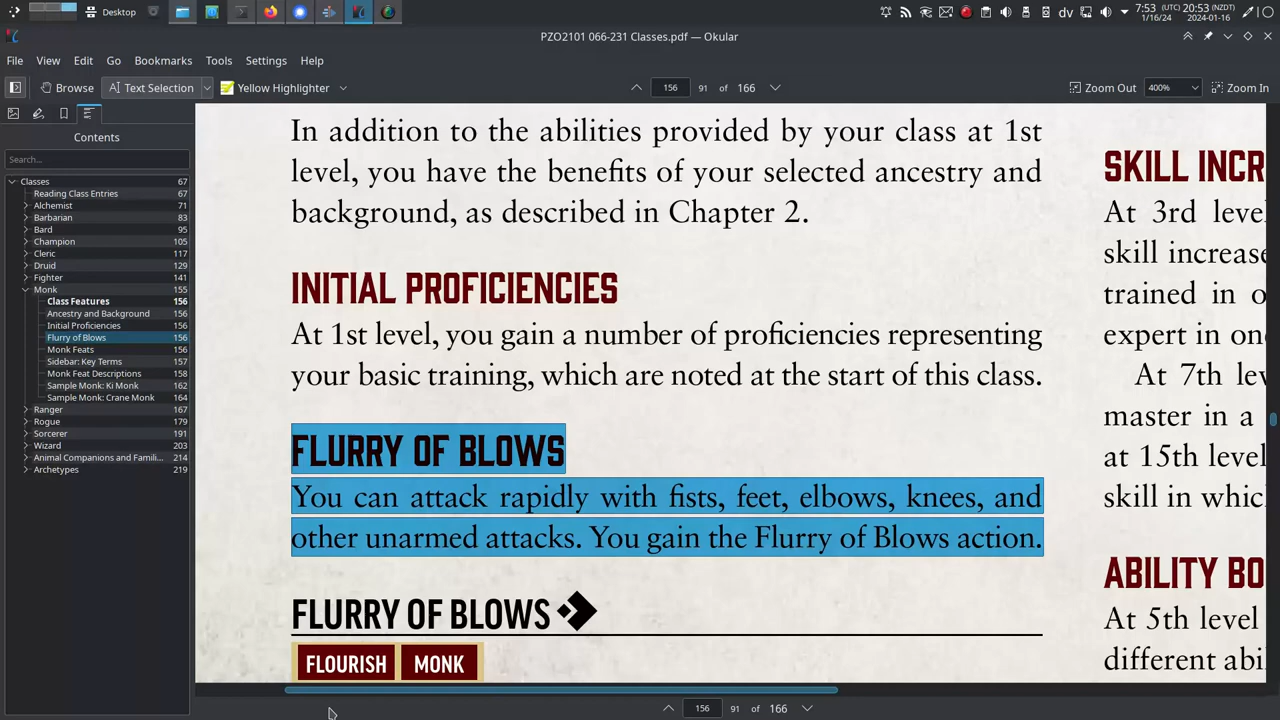 Desktop
7:53 (UTC) 20:53 (NZDT)
1/16/24 2024-01-16
dv
PZO2101 066-231 Classes.pdf — Okular
File View Edit Go Bookmarks Tools Settings Help
Browse Text Selection Yellow Highlighter 156 91 of 166 Zoom Out 400% Zoom In
Contents
Search...
Classes 67
Reading Class Entries 67
Alchemist 71
Barbarian 83
Bard 95
Champion 105
Cleric 117
Druid 129
Fighter 141
Monk 155
Class Features 156
Ancestry and Background 156
Initial Proficiencies 156
Flurry of Blows 156
Monk Feats 156
Sidebar: Key Terms 157
Monk Feat Descriptions 158
Sample Monk: Ki Monk 162
Sample Monk: Crane Monk 164
Ranger 167
Rogue 179
Sorcerer 191
Wizard 203
Animal Companions and Famili... 214
Archetypes 219
In addition to the abilities provided by your class at 1st
level, you have the benefits of your selected ancestry and
background, as described in Chapter 2.
INITIAL PROFICIENCIES
At 1st level, you gain a number of proficiencies representing
your basic training, which are noted at the start of this class.
FLURRY OF BLOWS
You can attack rapidly with fists, feet, elbows, knees, and
other unarmed attacks. You gain the Flurry of Blows action.
FLURRY OF BLOWS
FLOURISH MONK
SKILL INCR
At 3rd leve
skill increase
trained in o
expert in on
At 7th lev
master in a
at 15th level
skill in whic
ABILITY BO
At 5th level
different abi
156 91 of 166